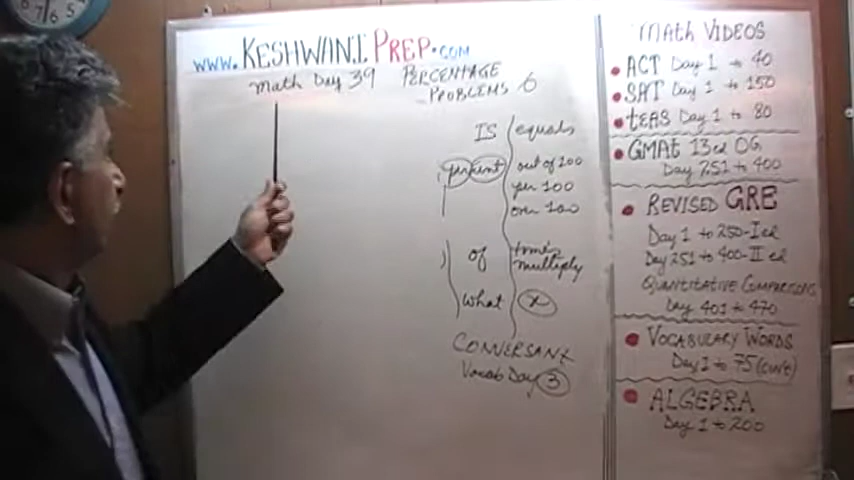 www.KESHWANIPREP.com
Math Day 39 PERCENTAGE
PROBLEMS 6
IS equals
percent out of 100
per 100
over 100
of times
multiply
what x
CONVERSANT
Vocab Day 3
Math VIDEOS
ACT Day 1 to 40
SAT Day 1 to 150
tEAS Day 1 to 80
GMAt 13 ed OG
Day 251 to 400
REVISED GRE
Day 1 to 250-I ed
Day 251 to 400-II ed
QUANTITATIVE COMPARISONS
Day 401 to 470
VOCABULARY WORDS
Day 1 to 75
ALGEBRA
Day 1 to 200